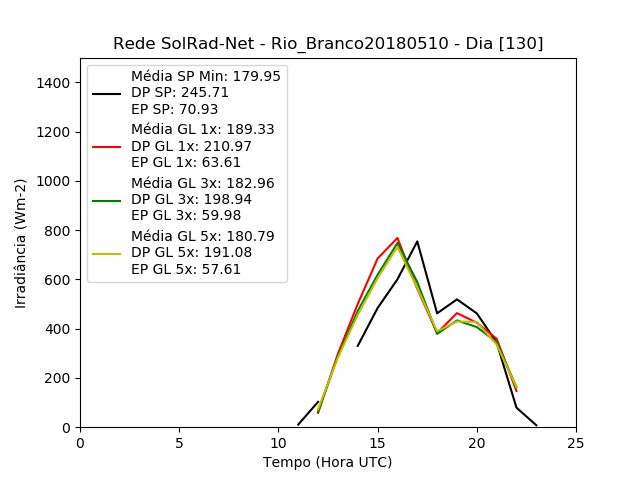 Rede SolRad-Net - Rio_Branco20180510 - Dia [130]
Média SP Min: 179.95
DP SP: 245.71
EP SP: 70.93
Média GL 1x: 189.33
DP GL 1x: 210.97
EP GL 1x: 63.61
Média GL 3x: 182.96
DP GL 3x: 198.94
EP GL 3x: 59.98
Média GL 5x: 180.79
DP GL 5x: 191.08
EP GL 5x: 57.61
Irradiância (Wm-2)
1400
1200
1000
800
600
400
200
0
0 5 10 15 20 25
Tempo (Hora UTC)